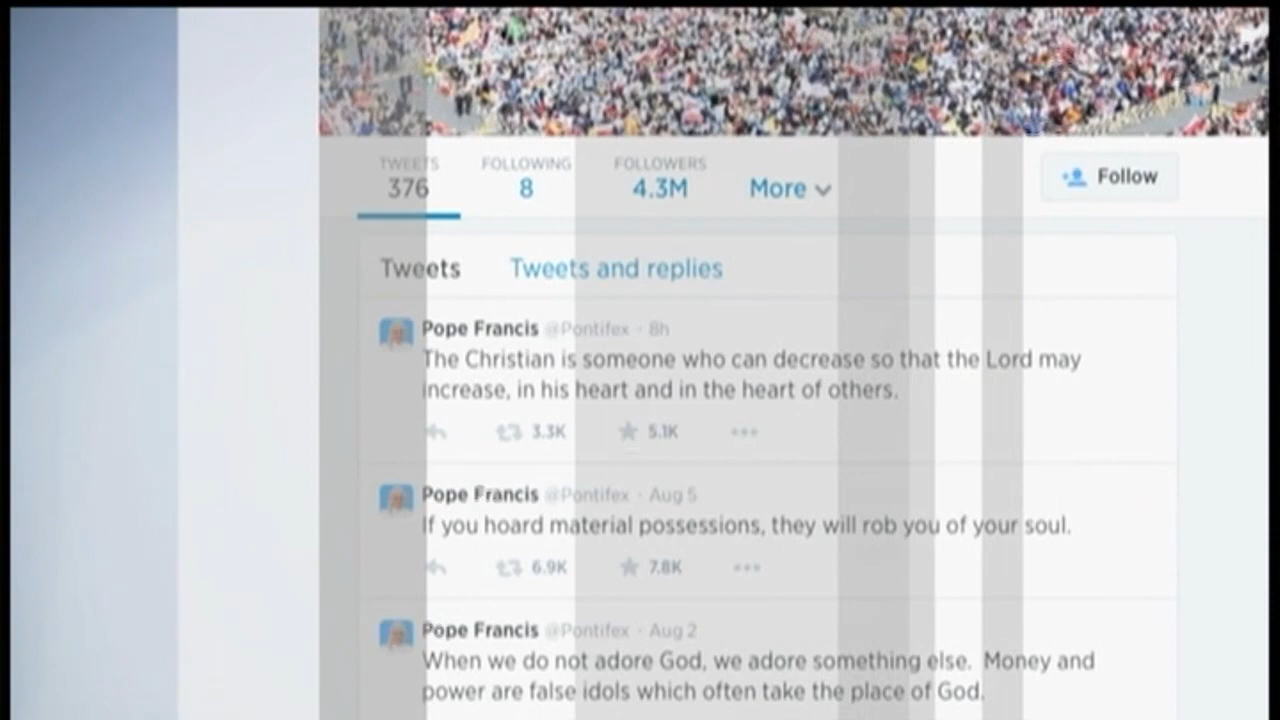 TWEETS FOLLOWING FOLLOWERS
376 8 4.3M More Follow
Tweets Tweets and replies
Pope Francis @Pontifex · 8h
The Christian is someone who can decrease so that the Lord may
increase, in his heart and in the heart of others.
3.3K 5.1K •••
Pope Francis @Pontifex · Aug 5
If you hoard material possessions, they will rob you of your soul.
6.9K 7.8K •••
Pope Francis @Pontifex · Aug 2
When we do not adore God, we adore something else. Money and
power are false idols which often take the place of God.